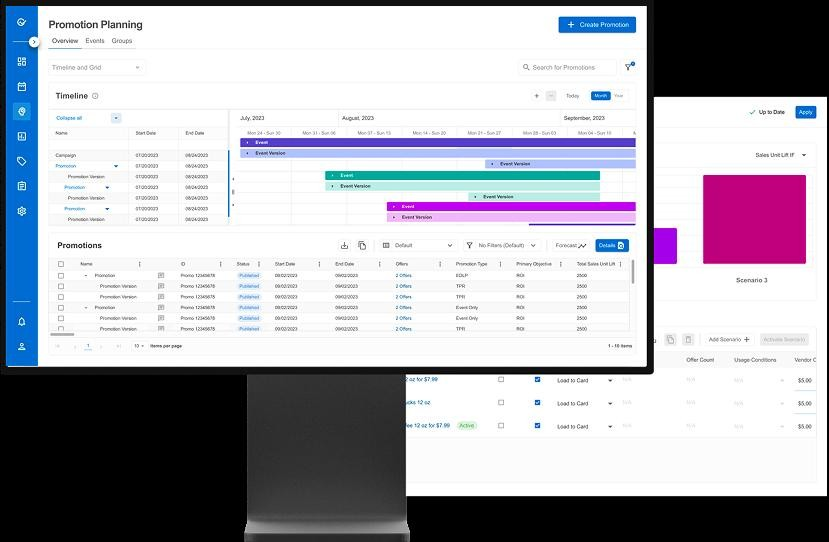 Promotion Planning
Create Promotion
Overview Events Groups
Timeline and Grid
Search for Promotions
Timeline
Today Month Year
Collapse all
July, 2023 August, 2023 September, 2023
Name Start Date End Date
Mon 24 - Sun 30 Mon 31 - Sun 06 Mon 07 - Sun 13 Mon 14 - Sun 20 Mon 21 - Sun 27 Mon 28 - Sun 03 Mon 04 - Sun 10
Event
Campaign 07/20/2023 08/24/2023 Event Version
Promotion 07/20/2023 08/24/2023 Event Version
Promotion Version 07/20/2023 08/24/2023 Event
Promotion 07/20/2023 08/24/2023 Event Version
Promotion Version 07/20/2023 08/24/2023 Event Version
Promotion 07/20/2023 08/24/2023 Event
Promotion Version 07/20/2023 08/24/2023 Event Version
Promotions
Default No Filters (Default) Forecast Details
Name ID Status Start Date End Date Offers Promotion Type Primary Objective Total Sales Unit Lift
Promotion Promo 12345678 Published 09/02/2023 09/02/2023 2 Offers EDLP ROI 2500
Promotion Version Promo 12345678 Published 09/02/2023 09/02/2023 2 Offers TPR ROI 2500
Promotion Version Promo 12345678 Published 09/02/2023 09/02/2023 2 Offers TPR ROI 2500
Promotion Promo 12345678 Published 09/02/2023 09/02/2023 2 Offers Event Only ROI 2500
Promotion Version Promo 12345678 Published 09/02/2023 09/02/2023 2 Offers Event Only ROI 2500
Promotion Version Promo 12345678 Published 09/02/2023 09/02/2023 2 Offers TPR ROI 2500
1 10 Items per page 1 - 10 items
Up to Date Apply
Sales Unit Lift IF
Scenario 3
Add Scenario Activate Scenario
Offer Count Usage Conditions Vendor C
2 oz for $7.99 Load to Card N/A N/A N/A $5.00
ucks 12 oz Load to Card N/A N/A N/A $5.00
fee 12 oz for $7.99 Active Load to Card N/A N/A N/A $5.00